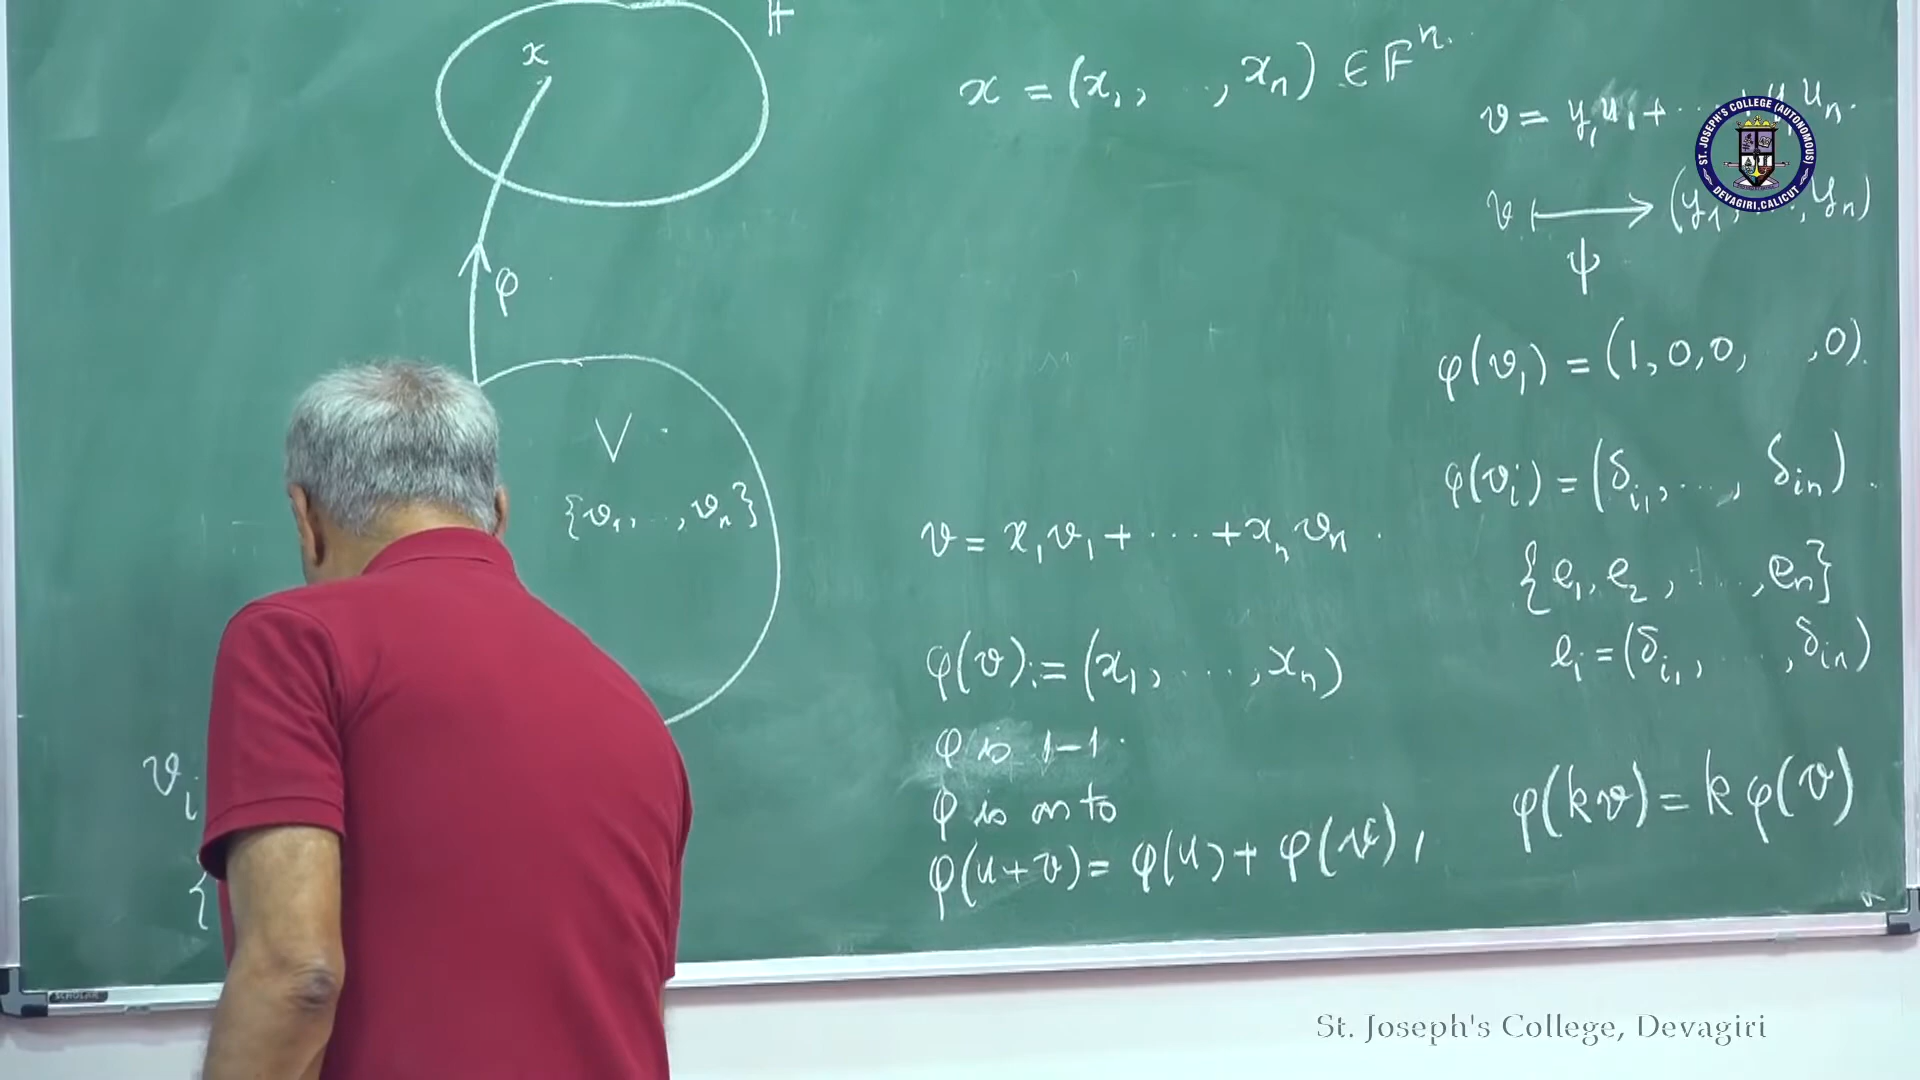 x
x = (x₁, ..., xₙ) ∈ 𝔽ⁿ.
φ
V
{v₁, .., vₙ}
v = x₁v₁ + ··· + xₙvₙ.
φ(v) := (x₁, ..., xₙ)
φ is 1-1.
φ is onto
φ(u+v) = φ(u) + φ(v),
vᵢ
{
v = y₁u₁ + ... + yₙuₙ.
v ⟼ (y₁, ..., yₙ)
ψ
φ(v₁) = (1, 0, 0, , 0).
φ(vᵢ) = (δᵢ₁, ..., δᵢₙ).
{e₁, e₂, ..., eₙ}
eᵢ = (δᵢ₁, ..., δᵢₙ)
φ(kv) = kφ(v)
ST. JOSEPH'S COLLEGE (AUTONOMOUS)
DEVAGIRI, CALICUT
SCHOLAR
St. Joseph's College, Devagiri